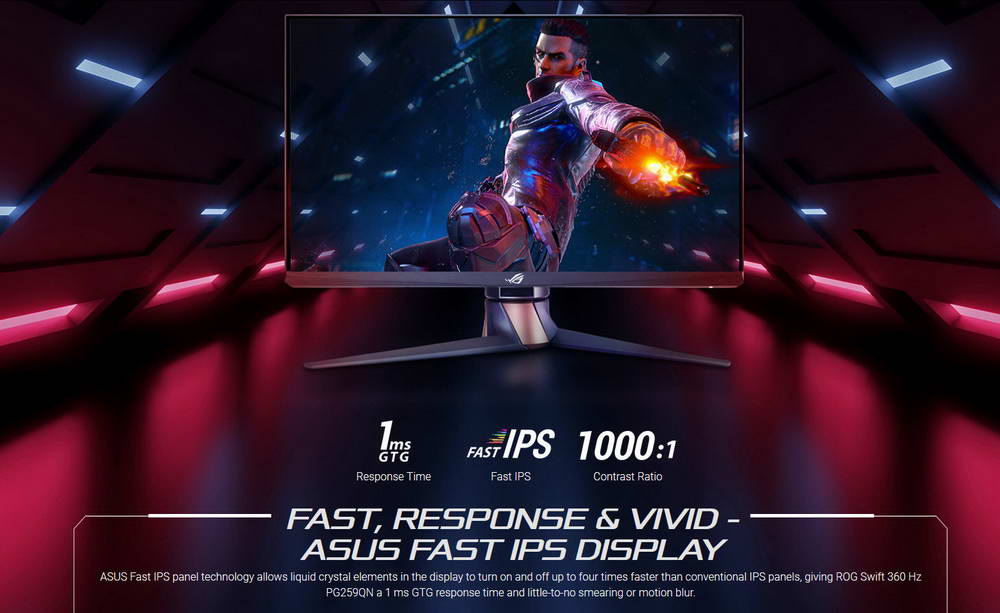 1ms
GTG
Response Time
FAST IPS
Fast IPS
1000:1
Contrast Ratio
FAST, RESPONSE & VIVID -
ASUS FAST IPS DISPLAY
ASUS Fast IPS panel technology allows liquid crystal elements in the display to turn on and off up to four times faster than conventional IPS panels, giving ROG Swift 360 Hz
PG259QN a 1 ms GTG response time and little-to-no smearing or motion blur.